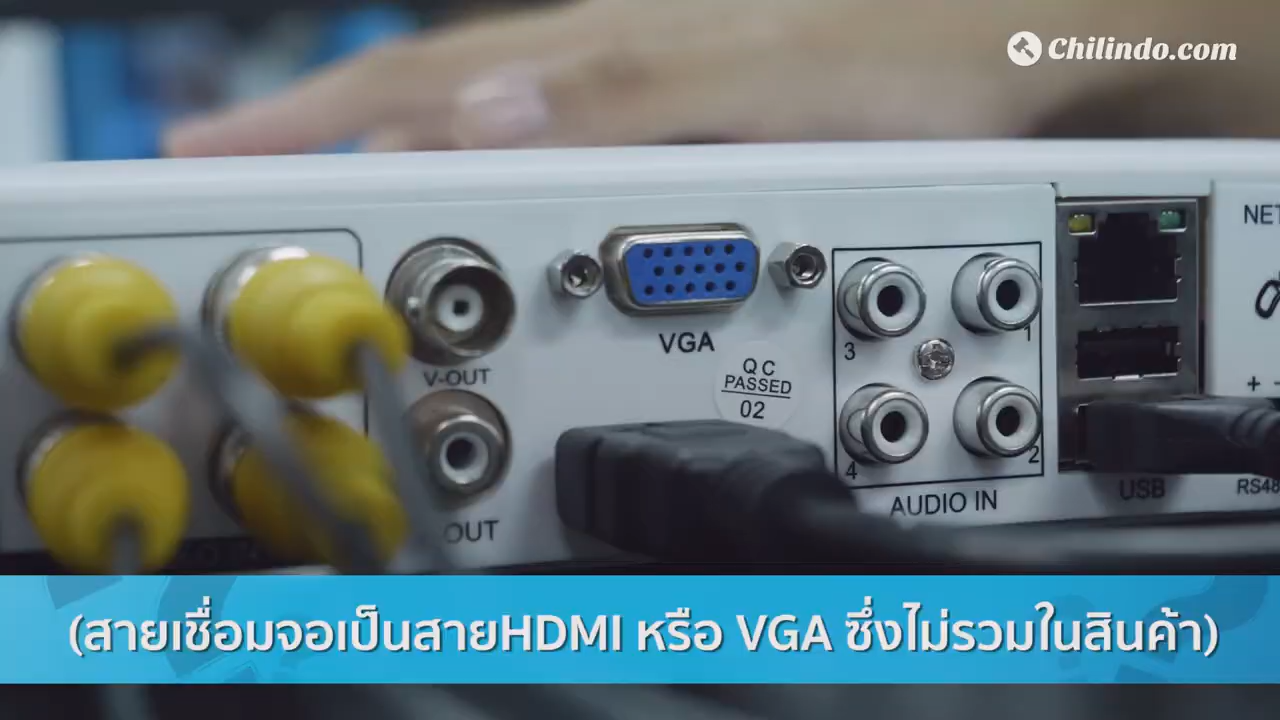 Chilindo.com
NET
VGA
V-OUT
QC
PASSED
02
3
1
4
2
OUT
AUDIO IN
USB
RS48
+ -
(สายเชื่อมจอเป็นสายHDMI หรือ VGA ซึ่งไม่รวมในสินค้า)